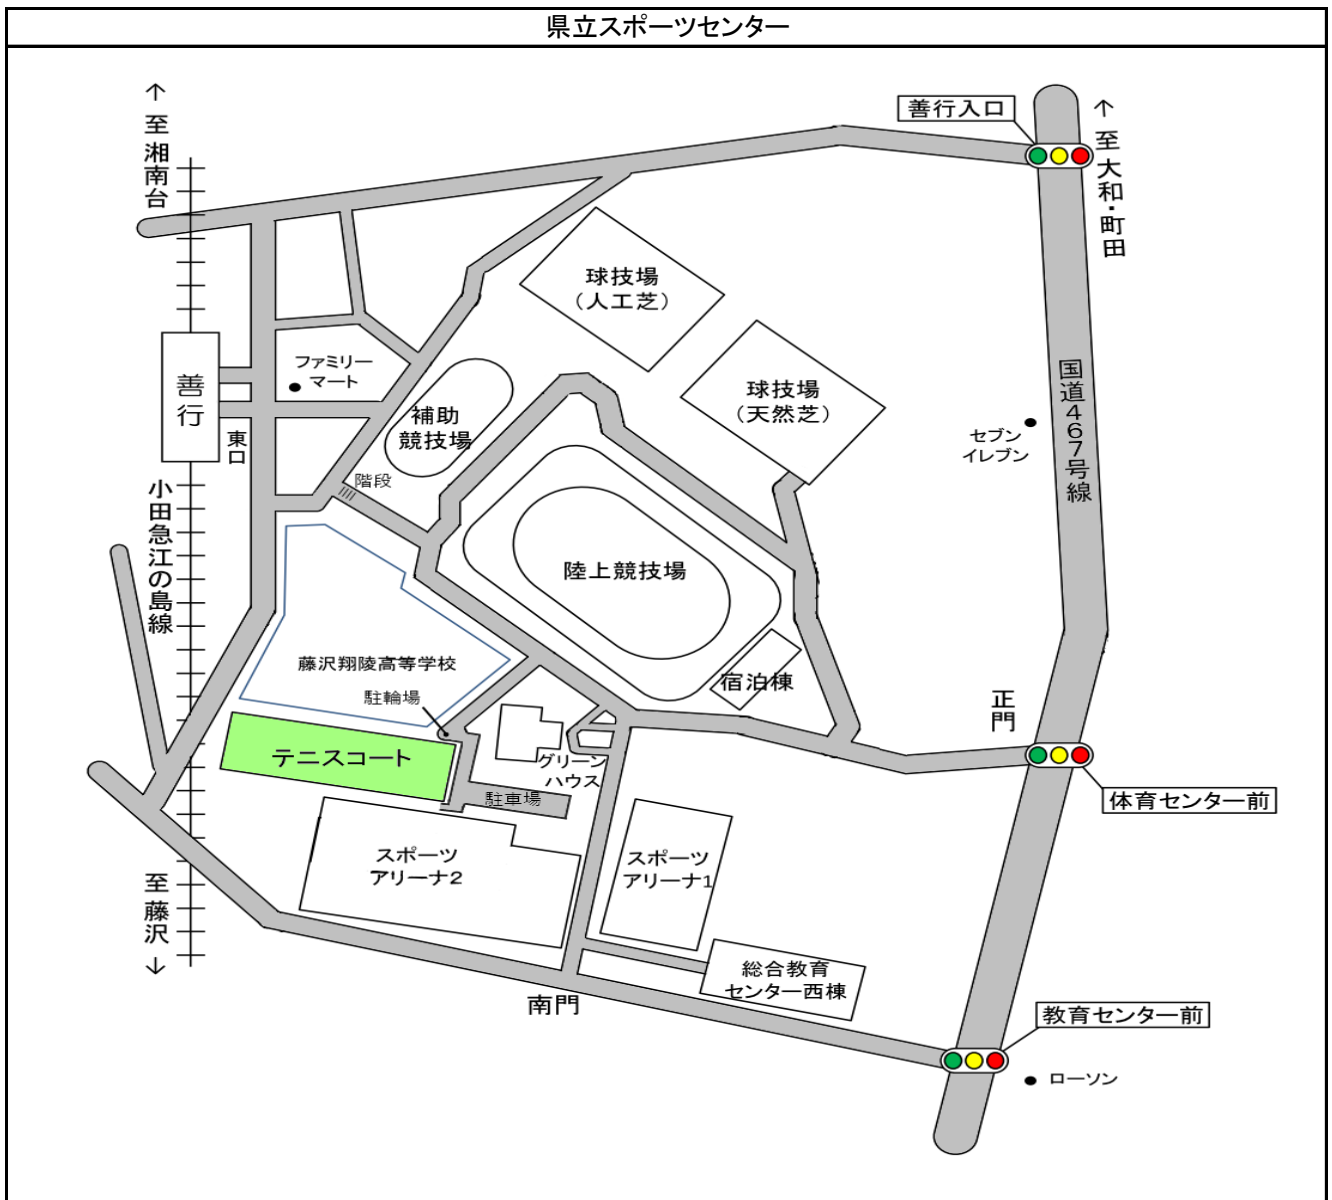 県立スポーツセンター
↑至湘南台
善行入口
↑至大和・町田
球技場
（人工芝）
球技場
（天然芝）
国道467号線
ファミリー
マート
善行
東口
補助
競技場
セブン
イレブン
階段
小田急江の島線
陸上競技場
藤沢翔陵高等学校
宿泊棟
駐輪場
正門
テニスコート
グリーン
ハウス
駐車場
体育センター前
スポーツ
アリーナ2
スポーツ
アリーナ1
至藤沢↓
総合教育
センター西棟
南門
教育センター前
ローソン